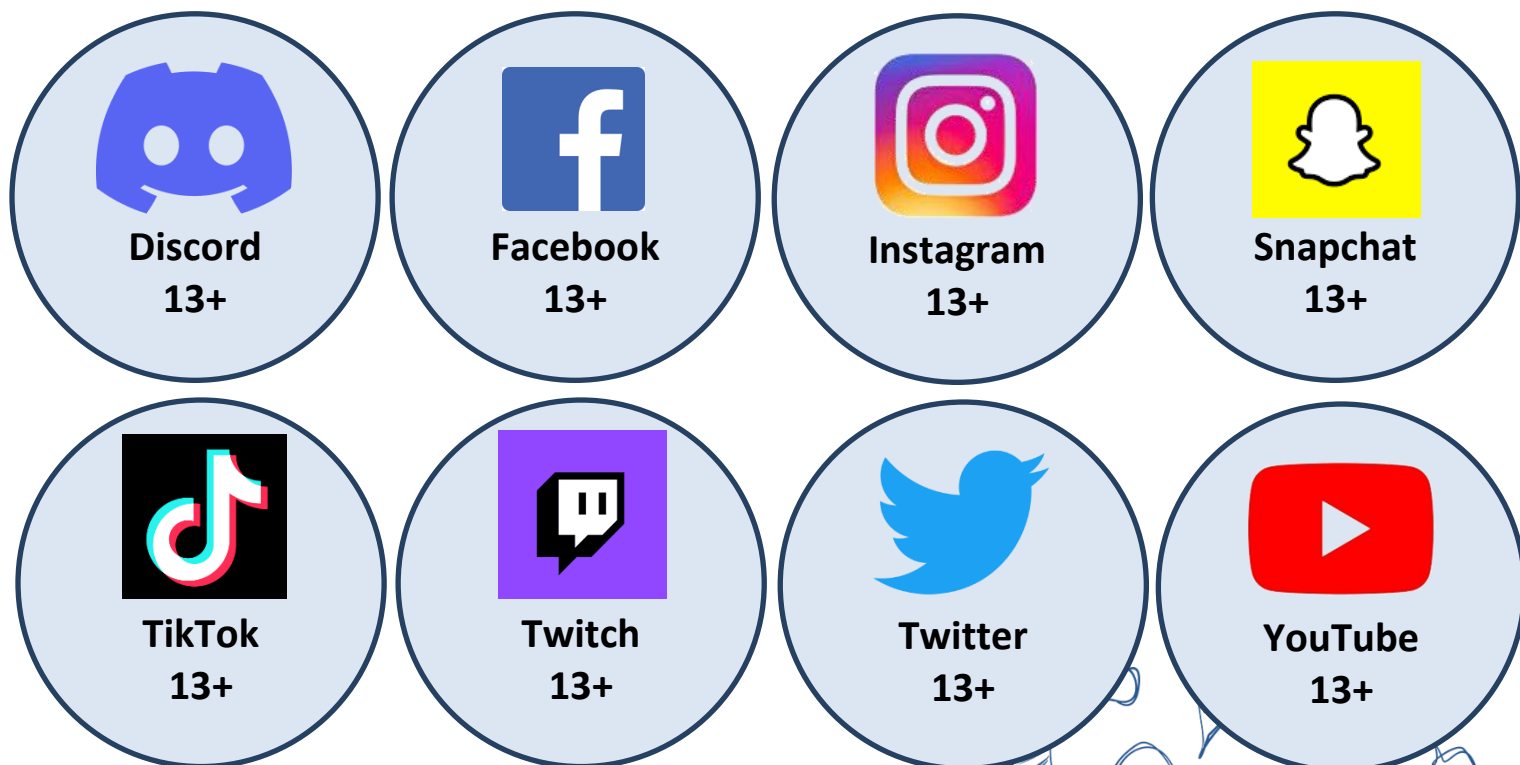 Discord
13+
Facebook
13+
Instagram
13+
Snapchat
13+
TikTok
13+
Twitch
13+
Twitter
13+
YouTube
13+